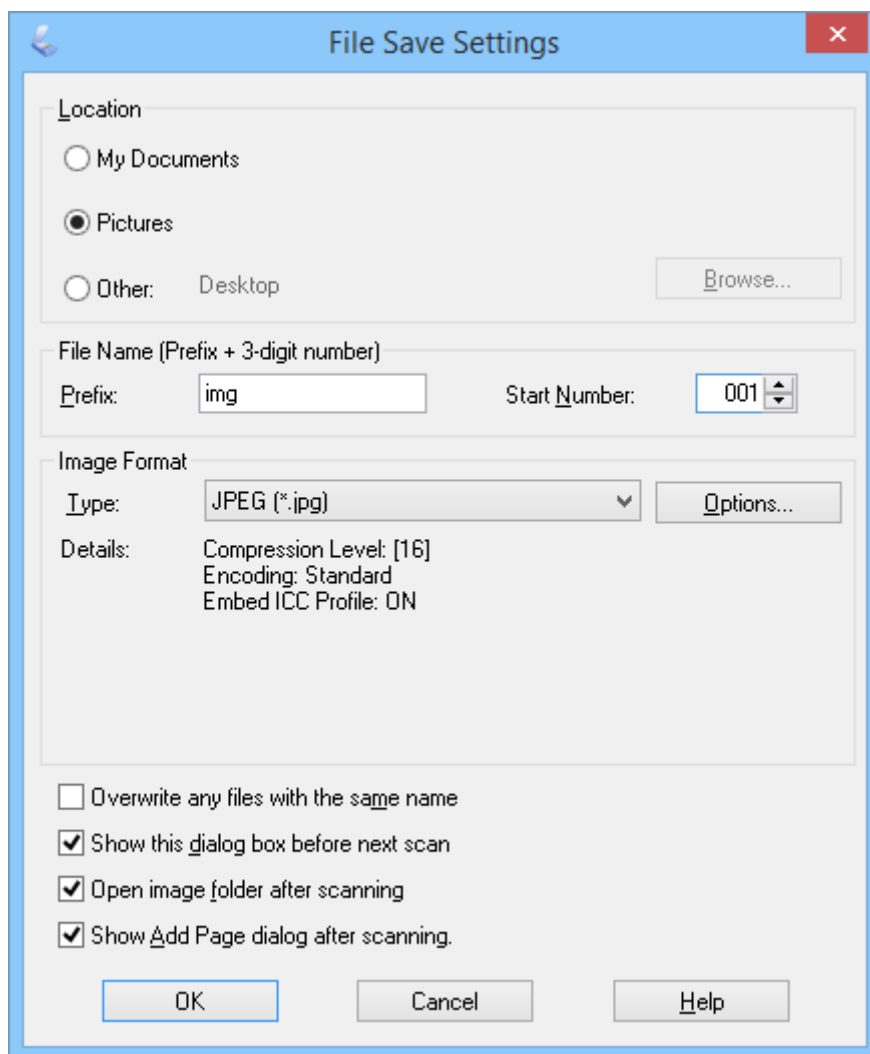 File Save Settings
Location
My Documents
Pictures
Other: Desktop Browse...
File Name (Prefix + 3-digit number)
Prefix: img Start Number: 001
Image Format
Type: JPEG (*.jpg) Options...
Details: Compression Level: [16]
Encoding: Standard
Embed ICC Profile: ON
Overwrite any files with the same name
Show this dialog box before next scan
Open image folder after scanning
Show Add Page dialog after scanning.
OK Cancel Help